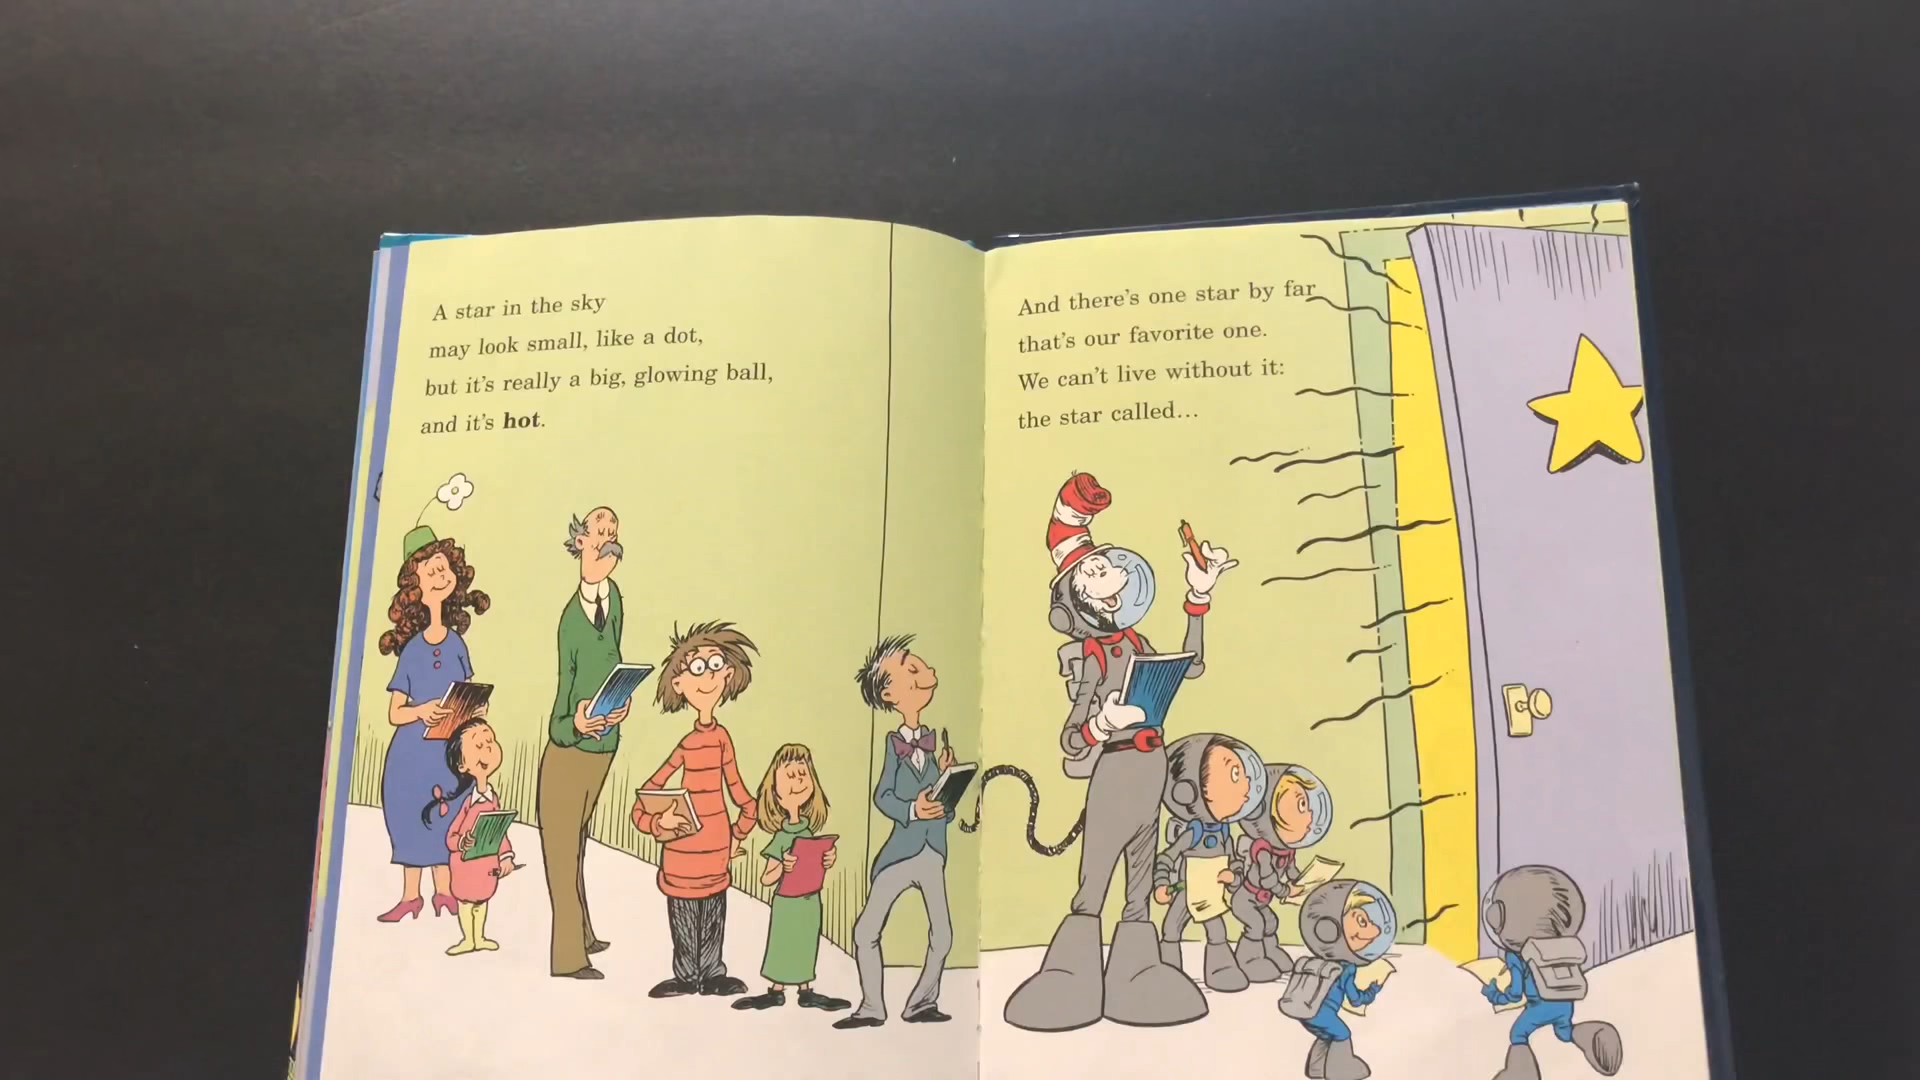 A star in the sky
may look small, like a dot,
but it's really a big, glowing ball,
and it's hot.
And there's one star by far
that's our favorite one.
We can't live without it:
the star called...